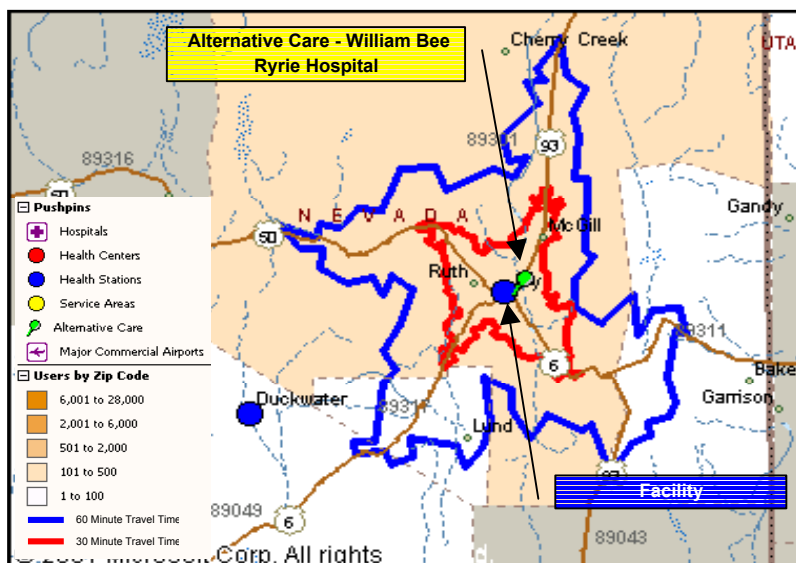 Alternative Care - William Bee
Ryrie Hospital
Cherry Creek
UTA
89316
93
NEVADA
50
McGill
Gandy
Ruth
6
89311
Bake
Garrison
Duckwater
Lund
89049
6
89043
Facility
Pushpins
Hospitals
Health Centers
Health Stations
Service Areas
Alternative Care
Major Commercial Airports
Users by Zip Code
6,001 to 28,000
2,001 to 6,000
501 to 2,000
101 to 500
1 to 100
60 Minute Travel Time
30 Minute Travel Time
Corp. All rights